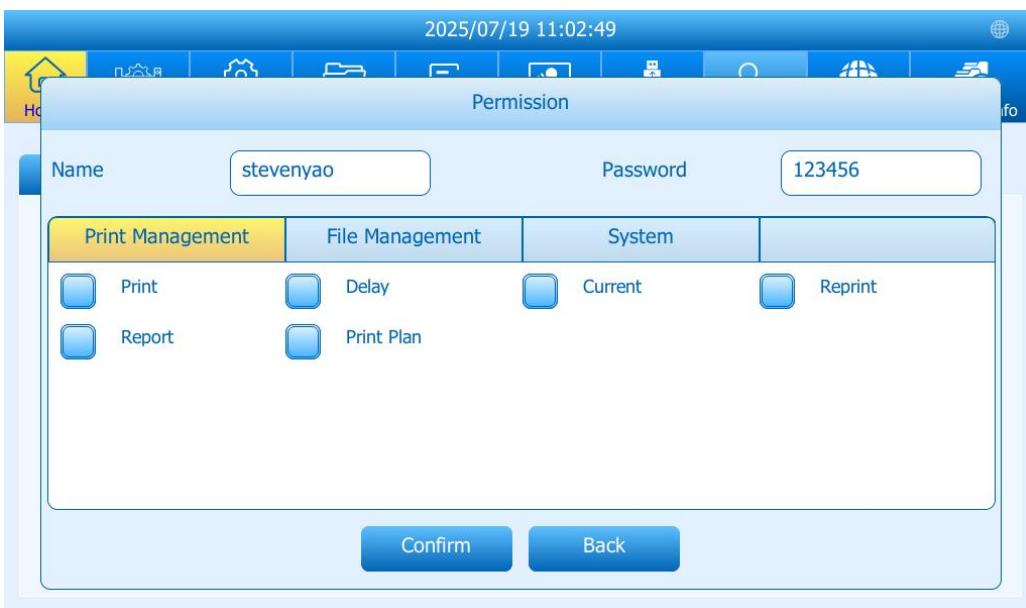 2025/07/19 11:02:49
Permission
Name stevenyao Password 123456
Print Management File Management System
Print Delay Current Reprint
Report Print Plan
Confirm Back